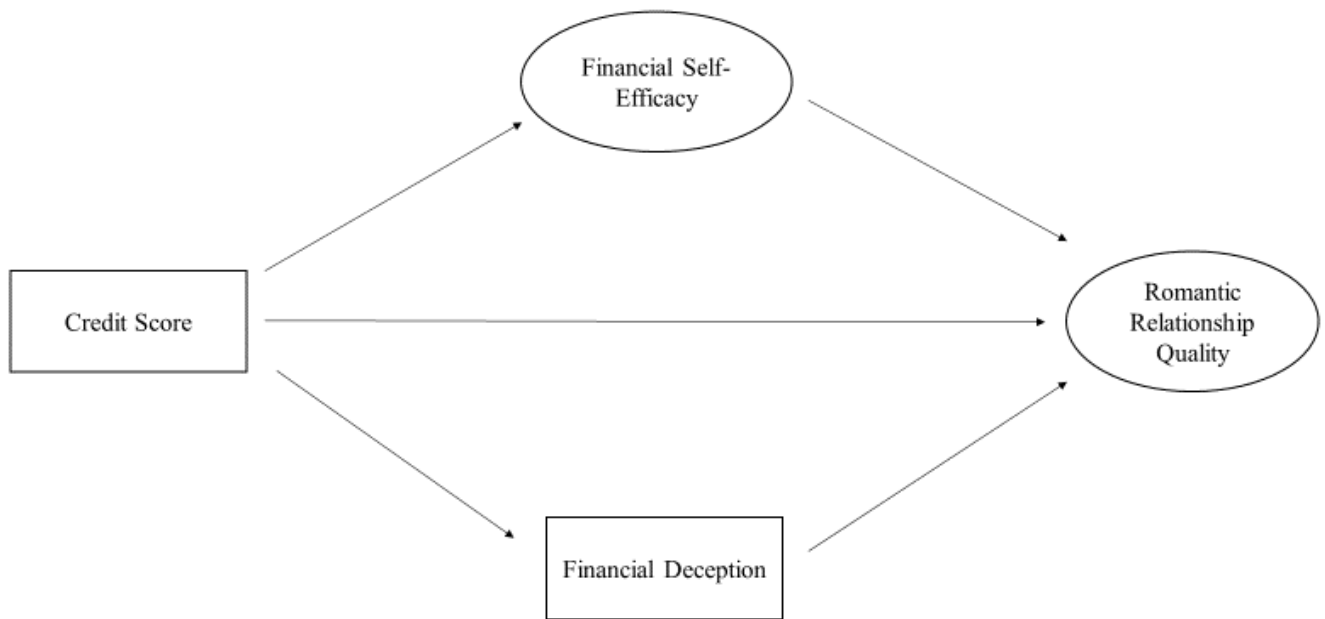 Financial Self-
Efficacy
Credit Score
Romantic
Relationship
Quality
Financial Deception